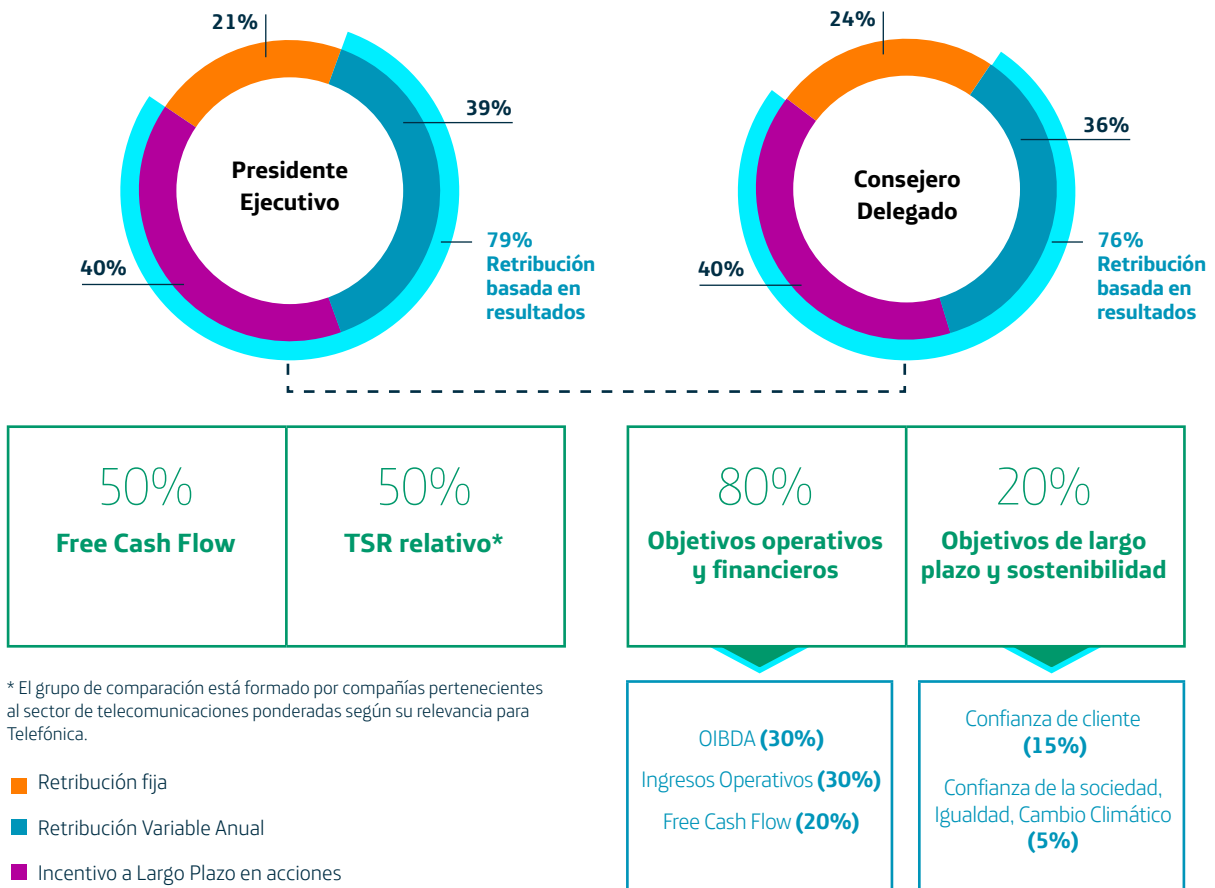 21%
39%
Presidente
Ejecutivo
40%
79%
Retribución
basada en
resultados
24%
36%
Consejero
Delegado
40%
76%
Retribución
basada en
resultados
50%
Free Cash Flow
50%
TSR relativo*
80%
Objetivos operativos
y financieros
20%
Objetivos de largo
plazo y sostenibilidad
* El grupo de comparación está formado por compañías pertenecientes
al sector de telecomunicaciones ponderadas según su relevancia para
Telefónica.
Retribución fija
Retribución Variable Anual
Incentivo a Largo Plazo en acciones
OIBDA (30%)
Ingresos Operativos (30%)
Free Cash Flow (20%)
Confianza de cliente
(15%)
Confianza de la sociedad,
Igualdad, Cambio Climático
(5%)